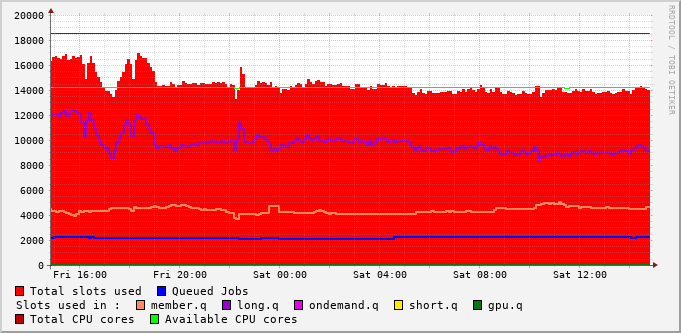 20000
18000
16000
14000
12000
10000
8000
6000
4000
2000
0
Fri 16:00 Fri 20:00 Sat 00:00 Sat 04:00 Sat 08:00 Sat 12:00
Total slots used Queued Jobs
Slots used in : member.q long.q ondemand.q short.q gpu.q
Total CPU cores Available CPU cores
RRDTOOL / TOBI OETIKER